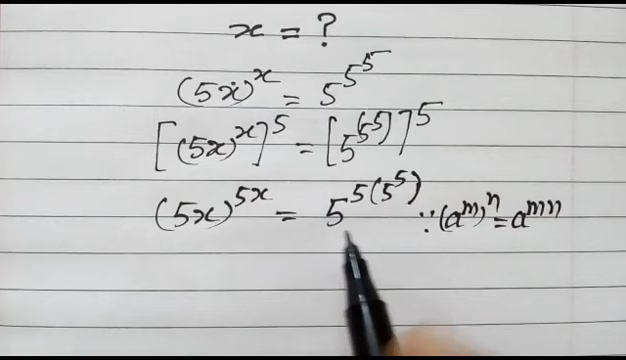 x = ?
(5x)^x = 5^5^5
[(5x)^x]^5 = [5^(5^5)]^5
(5x)^5x = 5^5(5^5) ∵ (a^m)^n = a^mn